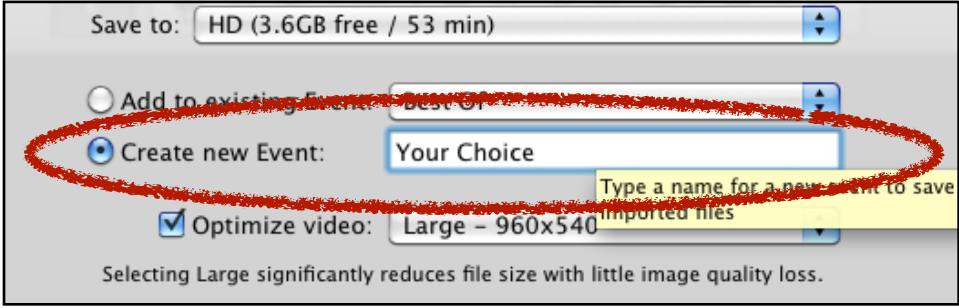 Save to: HD (3.6GB free / 53 min)
Add to existing Event: Best Of
Create new Event: Your Choice
Type a name for a new event to save
imported files
Optimize video: Large – 960x540
Selecting Large significantly reduces file size with little image quality loss.